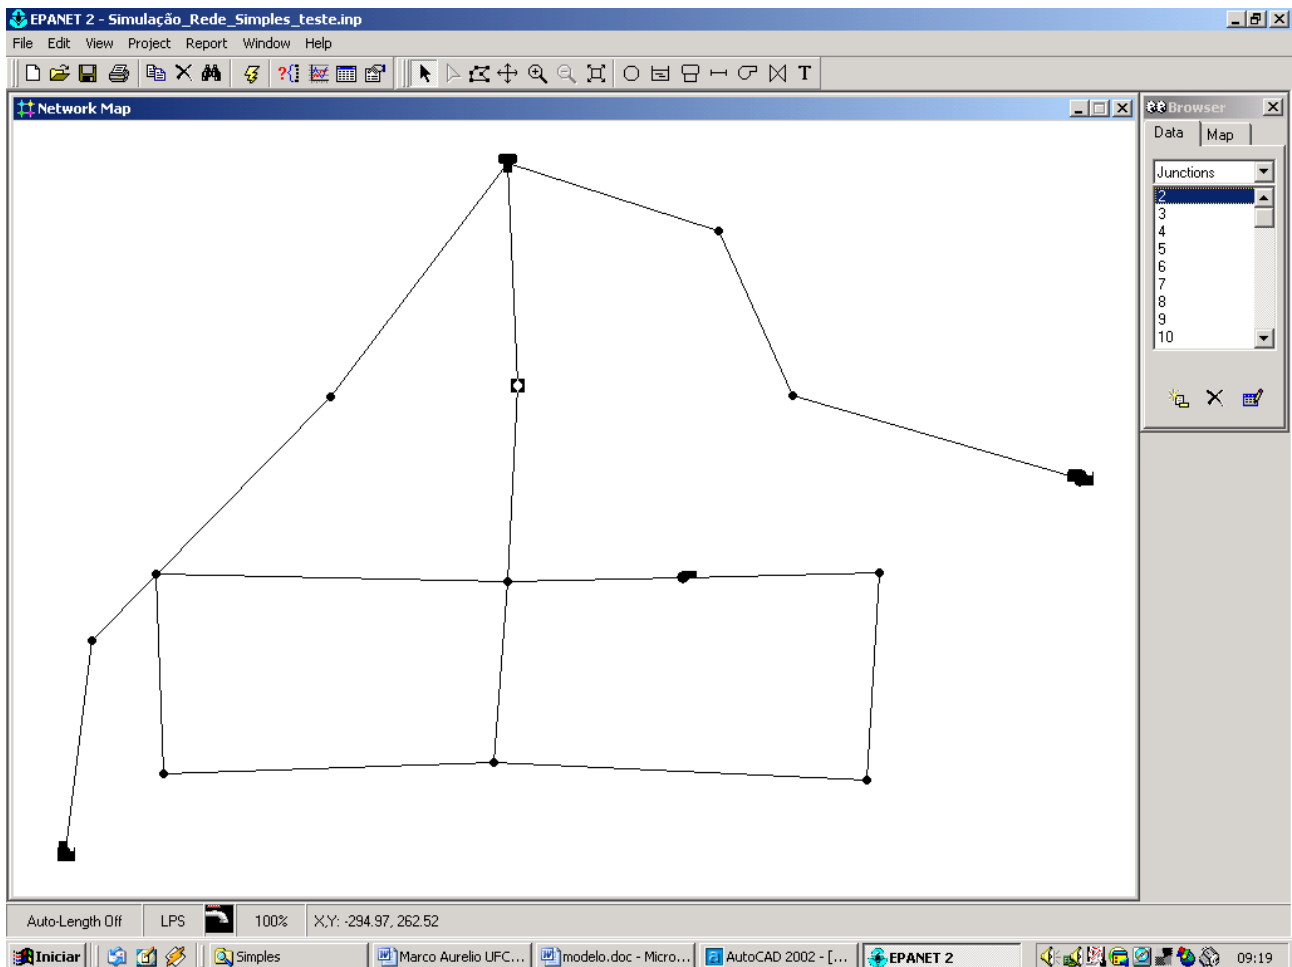 EPANET 2 - Simulação_Rede_Simples_teste.inp
File Edit View Project Report Window Help
T
Network Map
Browser
Data Map
Junctions
2
3
4
5
6
7
8
9
10
Auto-Length Off LPS 100% X,Y: -294.97, 262.52
Iniciar Simples Marco Aurelio UFC... modelo.doc - Micro... AutoCAD 2002 - [... EPANET 2 09:19